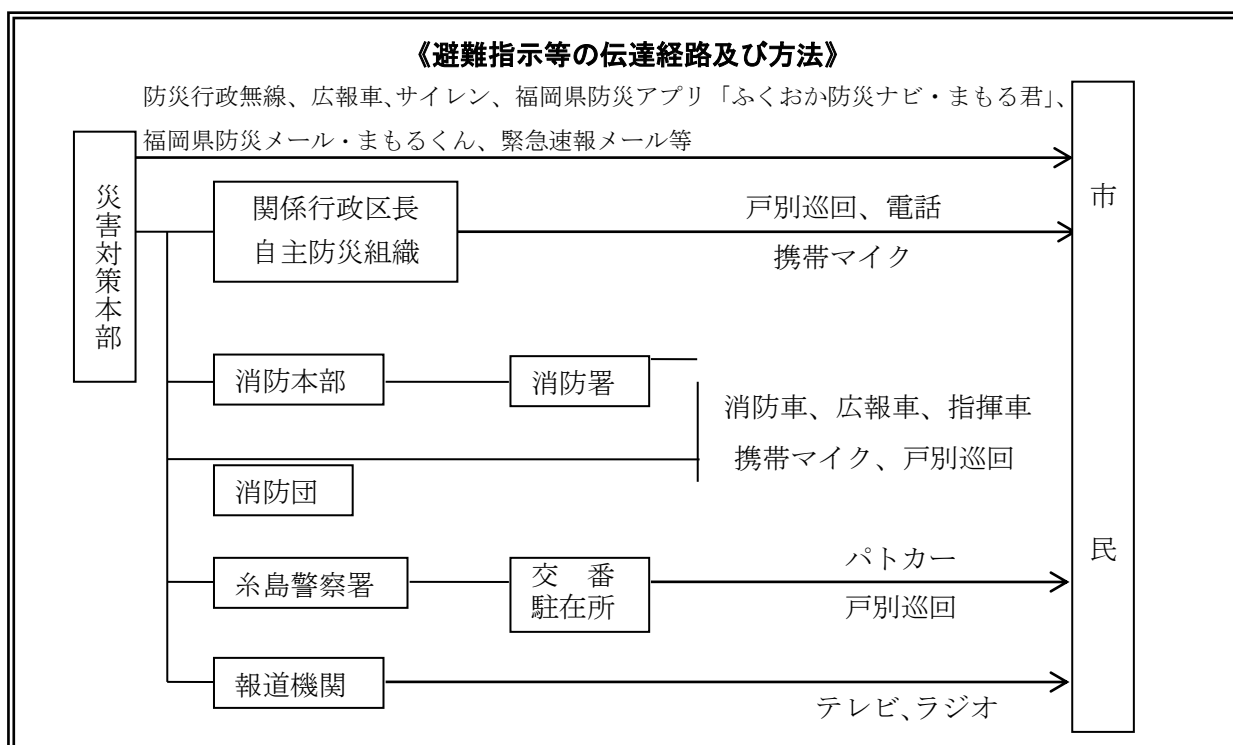 《避難指示等の伝達経路及び方法》
防災行政無線、広報車、サイレン、福岡県防災アプリ「ふくおか防災ナビ・まもる君」、
福岡県防災メール・まもるくん、緊急速報メール等
災害対策本部
市民
関係行政区長
自主防災組織
戸別巡回、電話
携帯マイク
消防本部
消防署
消防車、広報車、指揮車
携帯マイク、戸別巡回
消防団
糸島警察署
交　番
駐在所
パトカー
戸別巡回
報道機関
テレビ、ラジオ